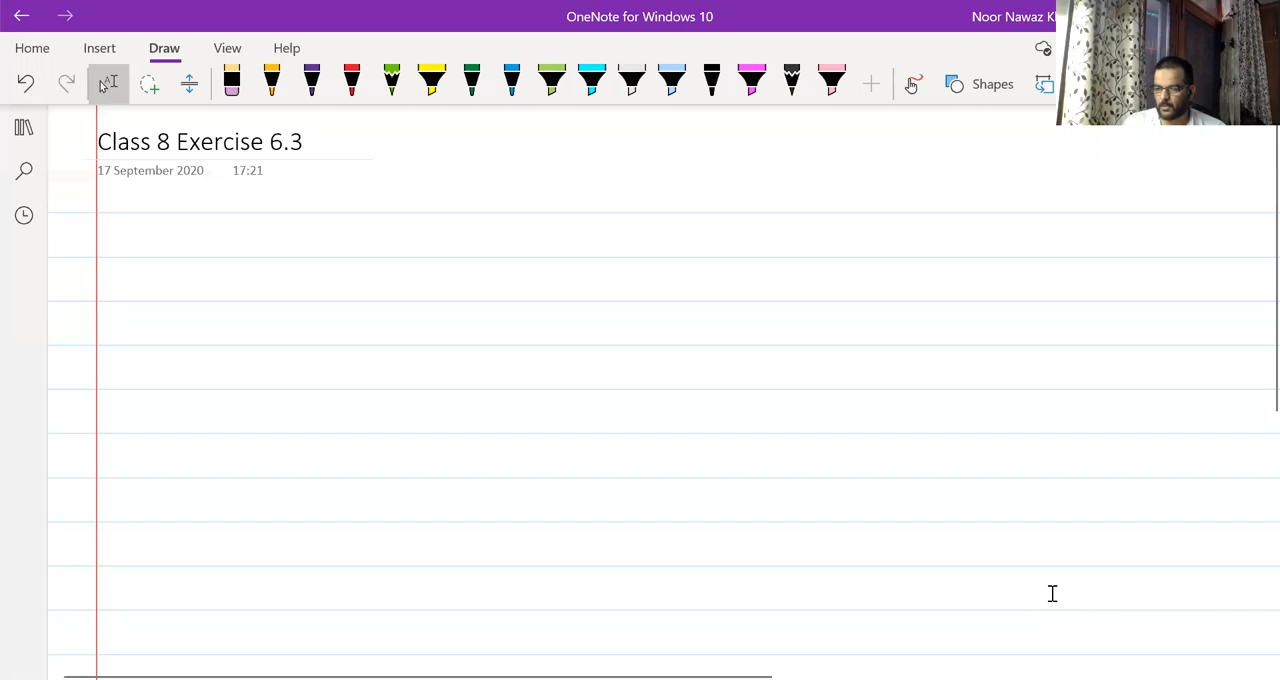 OneNote for Windows 10
Noor Nawaz
Home Insert Draw View Help
Shapes
Class 8 Exercise 6.3
17 September 2020 17:21